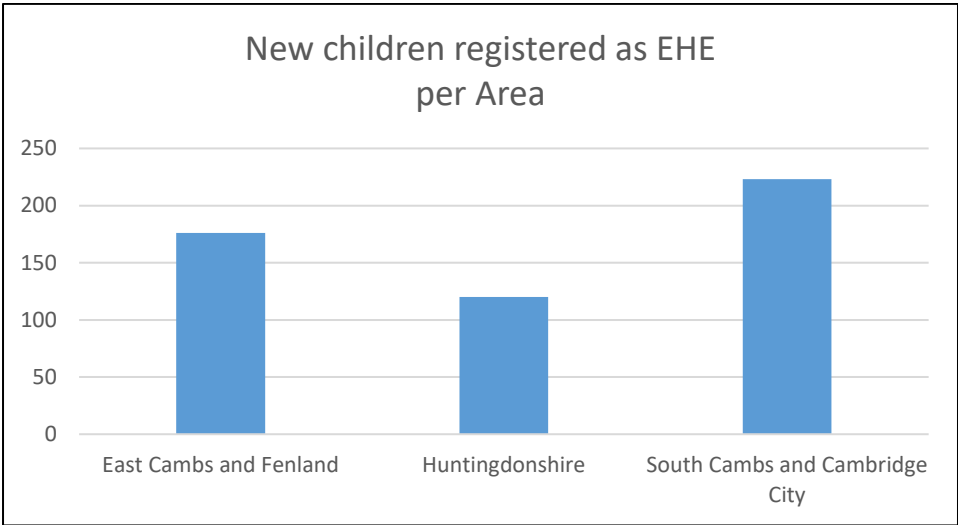 New children registered as EHE
per Area
250
200
150
100
50
0
East Cambs and Fenland
Huntingdonshire
South Cambs and Cambridge
City